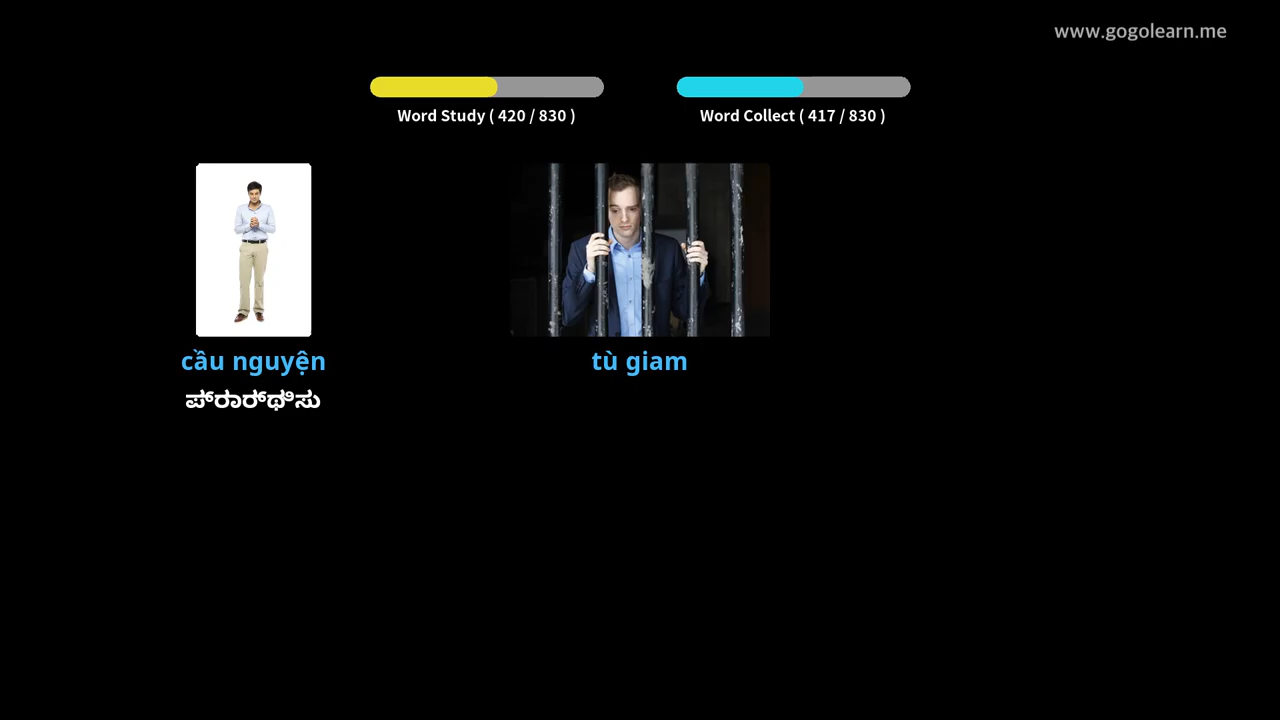 www.gogolearn.me
Word Study ( 420 / 830 )
Word Collect ( 417 / 830 )
cầu nguyện
tù giam
ಪ್ರಾರ್ಥಿಸು